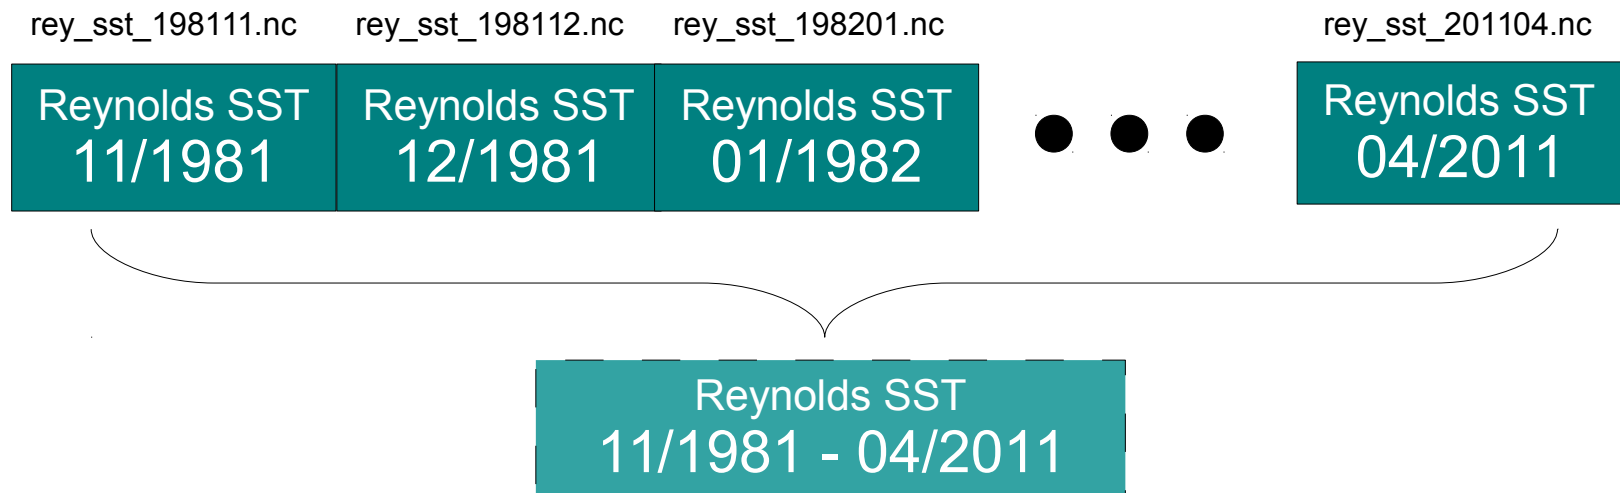 rey_sst_198111.nc
rey_sst_198112.nc
rey_sst_198201.nc
rey_sst_201104.nc
Reynolds SST
11/1981
Reynolds SST
12/1981
Reynolds SST
01/1982
Reynolds SST
04/2011
Reynolds SST
11/1981 - 04/2011